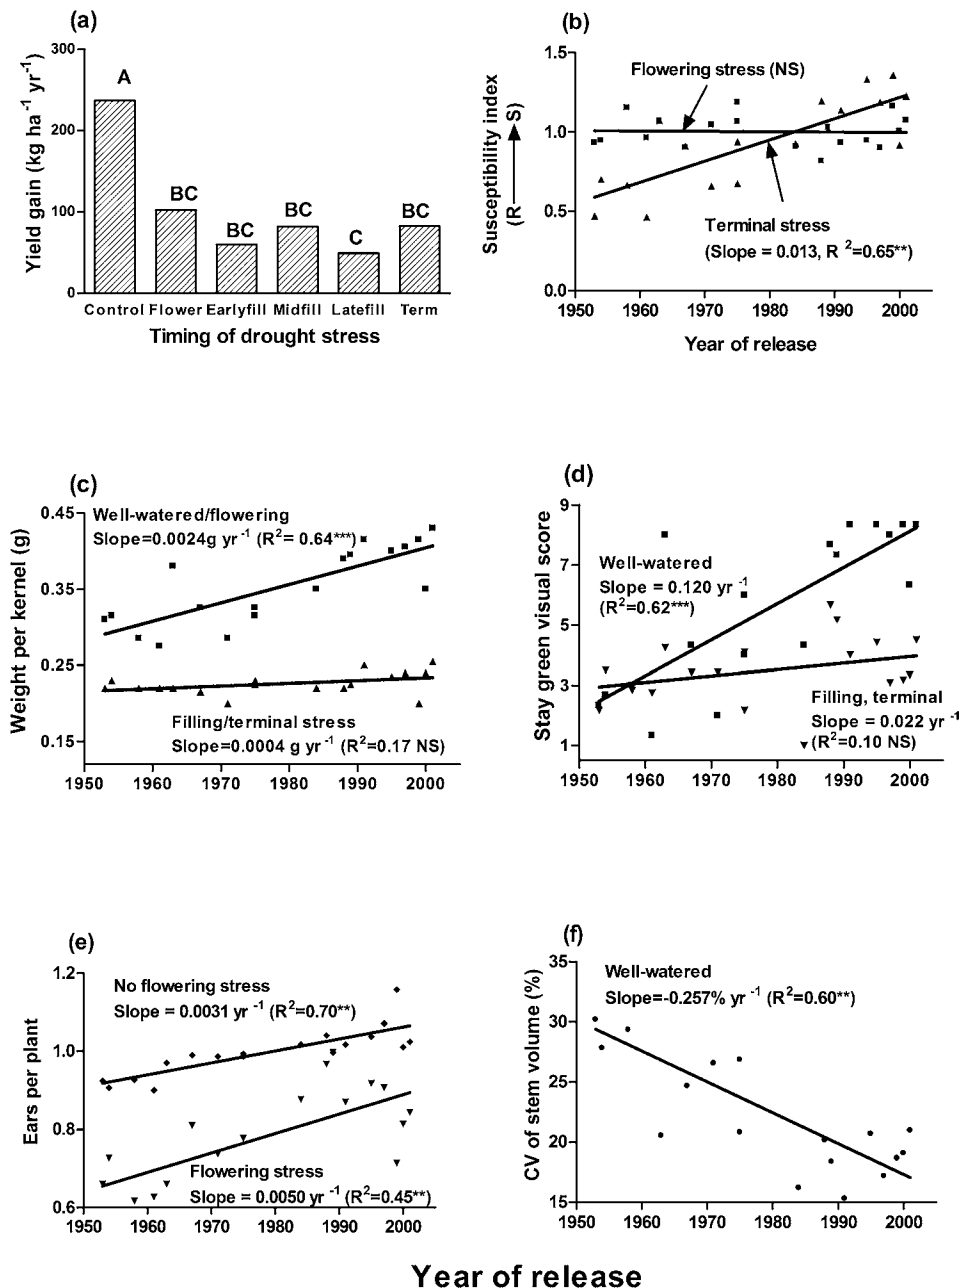 (a)
Yield gain (kg ha -1 yr-1)
300
200
100
0
A
BC
BC
BC
C
BC
Control Flower Earlyfill Midfill Latefill Term
Timing of drought stress
(b)
Susceptibility index
(R S)
1.5
1.0
0.5
0.0
Flowering stress (NS)
Terminal stress
(Slope = 0.013, R 2=0.65**)
1950 1960 1970 1980 1990 2000
Year of release
(c)
Weight per kernel (g)
0.45
0.35
0.25
0.15
Well-watered/flowering
Slope=0.0024g yr -1 (R2= 0.64***)
Filling/terminal stress
Slope=0.0004 g yr -1 (R2=0.17 NS)
1950 1960 1970 1980 1990 2000
(d)
Stay green visual score
9
7
5
3
1
Well-watered
Slope = 0.120 yr -1
(R2=0.62***)
Filling, terminal
Slope = 0.022 yr -1
(R2=0.10 NS)
1950 1960 1970 1980 1990 2000
(e)
Ears per plant
1.2
1.0
0.8
0.6
No flowering stress
Slope = 0.0031 yr -1 (R2=0.70**)
Flowering stress
Slope = 0.0050 yr -1 (R2=0.45**)
1950 1960 1970 1980 1990 2000
(f)
CV of stem volume (%)
35
30
25
20
15
Well-watered
Slope=-0.257% yr -1 (R2=0.60**)
1950 1960 1970 1980 1990 2000
Year of release